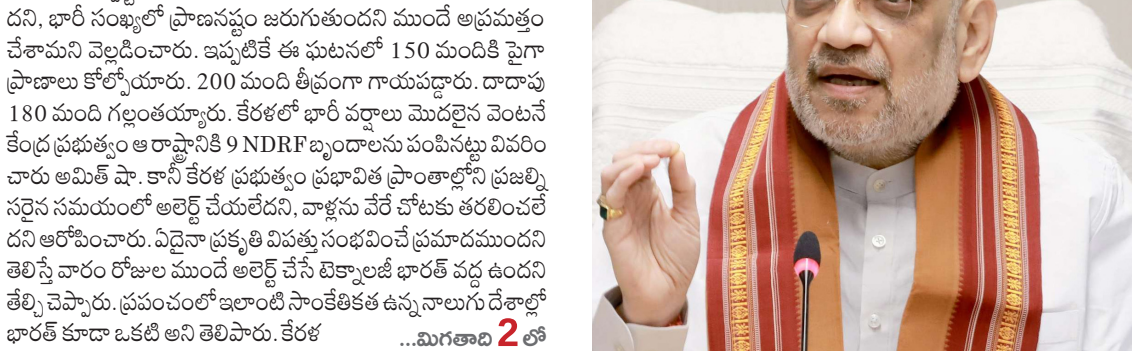 దని, భారీ సంఖ్యలో ప్రాణనష్టం జరుగుతుందని ముందే అప్రమత్తం
చేశామని వెల్లడించారు. ఇప్పటికే ఈ ఘటనలో 150 మందికి పైగా
ప్రాణాలు కోల్పోయారు. 200 మంది తీవ్రంగా గాయపడ్డారు. దాదాపు
180 మంది గల్లంతయ్యారు. కేరళలో భారీ వర్షాలు మొదలైన వెంటనే
కేంద్ర ప్రభుత్వం ఆ రాష్ట్రానికి 9 NDRF బృందాలను పంపినట్టు వివరిం
చారు అమిత్ షా. కానీ కేరళ ప్రభుత్వం ప్రభావిత ప్రాంతాల్లోని ప్రజల్ని
సరైన సమయంలో అలెర్ట్ చేయలేదని, వాళ్లను వేరే చోటకు తరలించలే
దని ఆరోపించారు. ఏదైనా ప్రకృతి విపత్తు సంభవించే ప్రమాదముందని
తెలిస్తే వారం రోజుల ముందే అలెర్ట్ చేసే టెక్నాలజీ భారత్ వద్ద ఉందని
తేల్చి చెప్పారు. ప్రపంచంలో ఇలాంటి సాంకేతికత ఉన్న నాలుగు దేశాల్లో
భారత్ కూడా ఒకటి అని తెలిపారు. కేరళ ...మిగతాది 2 లో